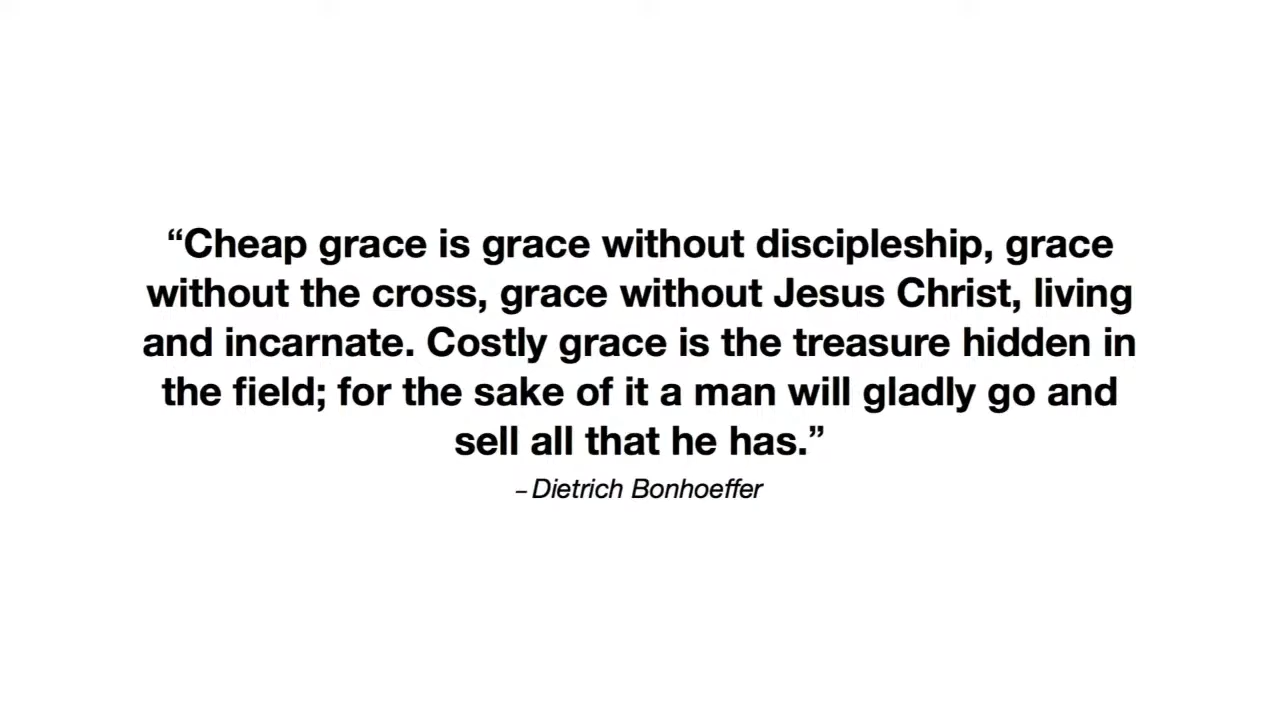 “Cheap grace is grace without discipleship, grace
without the cross, grace without Jesus Christ, living
and incarnate. Costly grace is the treasure hidden in
the field; for the sake of it a man will gladly go and
sell all that he has.”
– Dietrich Bonhoeffer